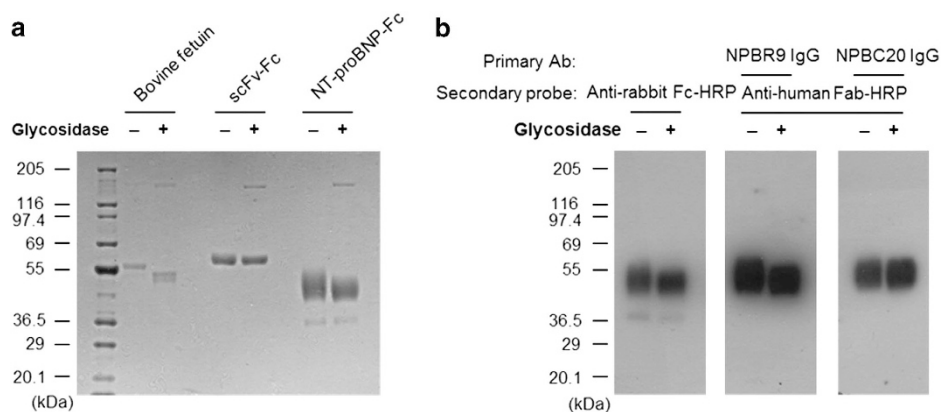 a
Bovine fetuin
scFv-Fc
NT-proBNP-Fc
Glycosidase – + – + – +
205
116
97.4
69
55
36.5
29
20.1
(kDa)
b
Primary Ab: NPBR9 IgG NPBC20 IgG
Secondary probe: Anti-rabbit Fc-HRP Anti-human Fab-HRP
Glycosidase – + – + – +
205
116
97.4
69
55
36.5
29
20.1
(kDa)